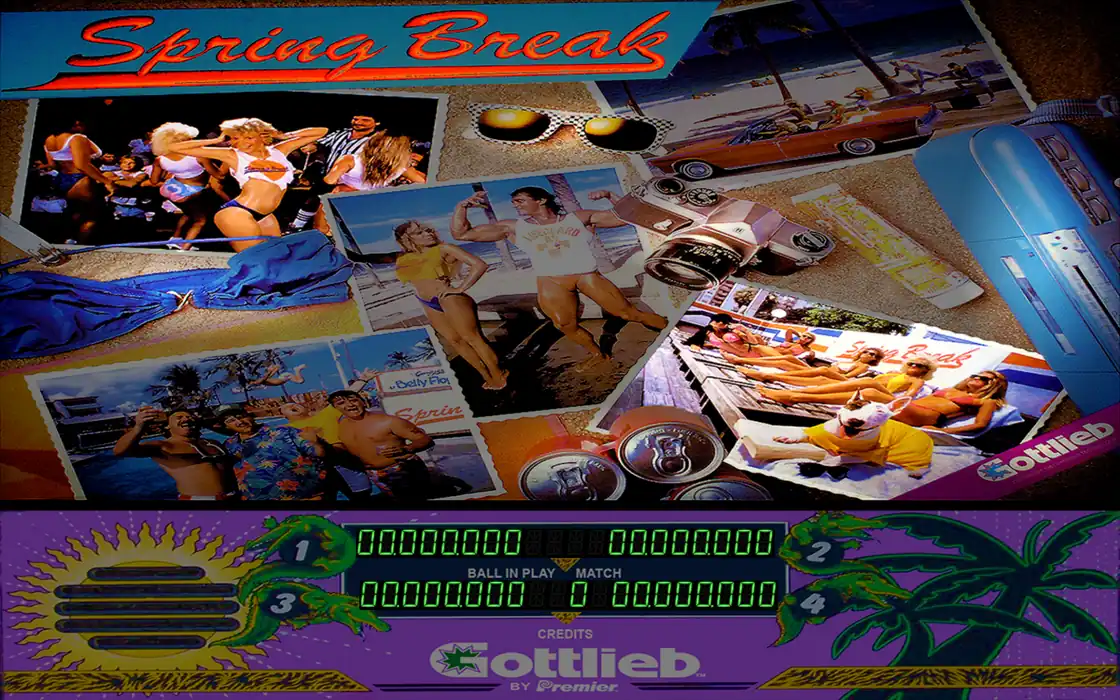 Spring Break
Belly Flop
Sprin
Spring Break
Gottlieb
1
00,000,000
00,000,000
2
BALL IN PLAY
MATCH
3
00,000,000
0
00,000,000
4
CREDITS
Gottlieb
BY Premier